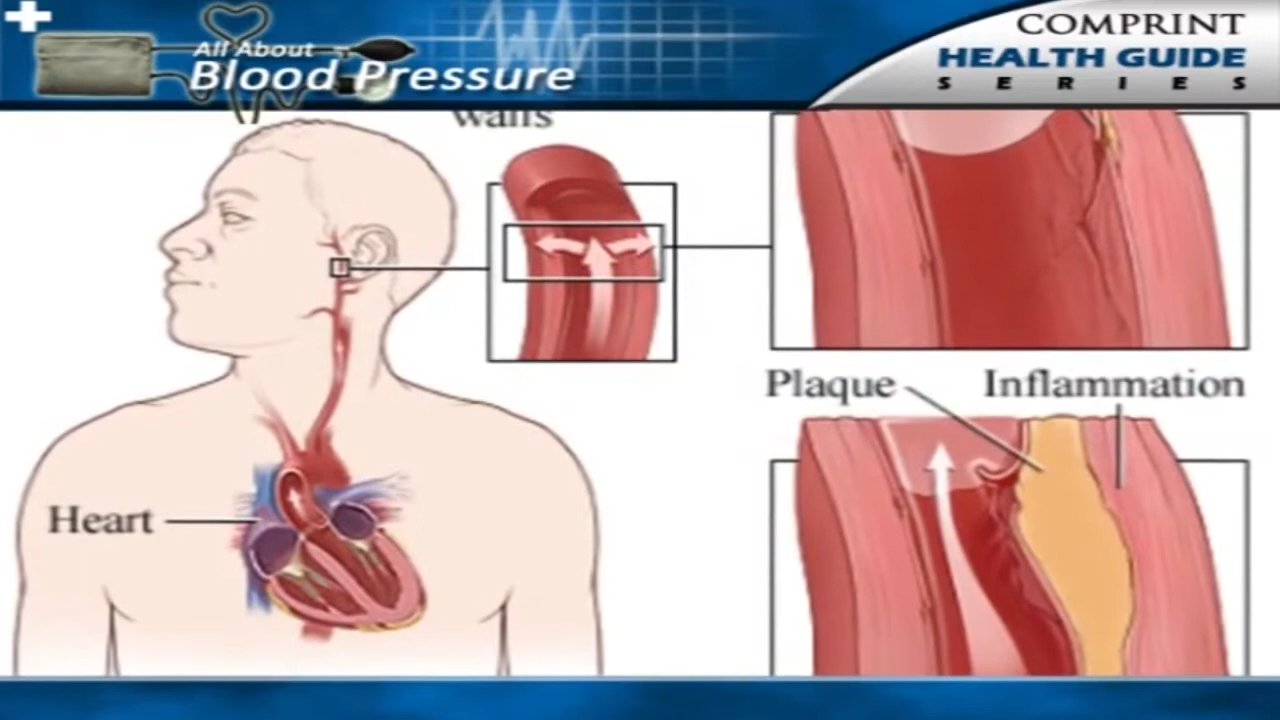 All About
Blood Pressure
COMPRINT
HEALTH GUIDE
SERIES
walls
Plaque
Inflammation
Heart